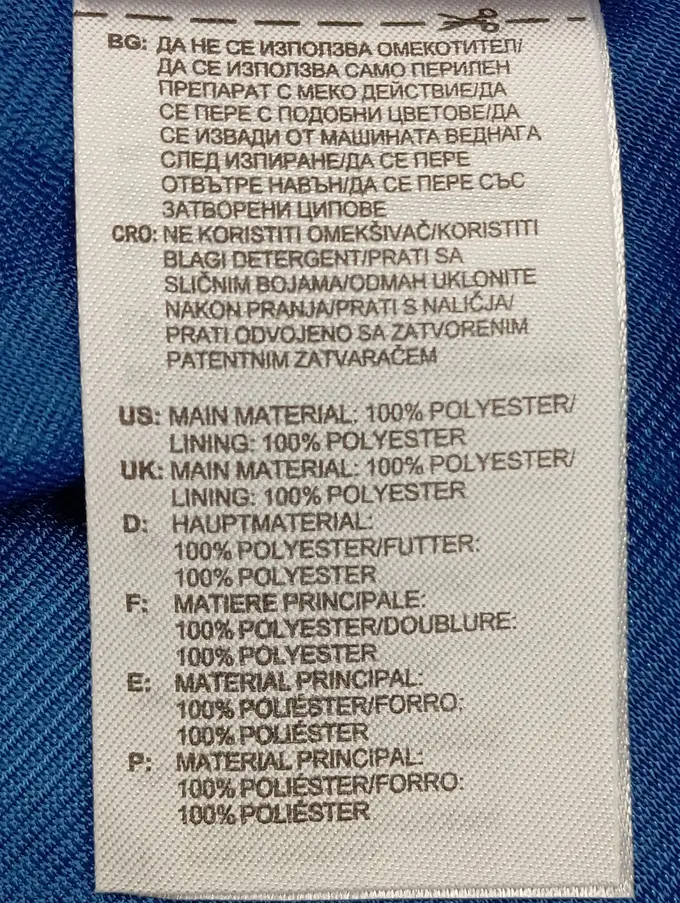 BG: ДА НЕ СЕ ИЗПОЛЗВА ОМЕКОТИТЕЛ/
ДА СЕ ИЗПОЛЗВА САМО ПЕРИЛЕН
ПРЕПАРАТ С МЕКО ДЕЙСТВИЕ/ДА
СЕ ПЕРЕ С ПОДОБНИ ЦВЕТОВЕ/ДА
СЕ ИЗВАДИ ОТ МАШИНАТА ВЕДНАГА
СЛЕД ИЗПИРАНЕ/ДА СЕ ПЕРЕ
ОТВЪТРЕ НАВЪН/ДА СЕ ПЕРЕ СЪС
ЗАТВОРЕНИ ЦИПОВЕ
CRO: NE KORISTITI OMEKŠIVAČ/KORISTITI
BLAGI DETERGENT/PRATI SA
SLIČNIM BOJAMA/ODMAH UKLONITE
NAKON PRANJA/PRATI S NALIČJA/
PRATI ODVOJENO SA ZATVORENIM
PATENTNIM ZATVARAČEM
US: MAIN MATERIAL: 100% POLYESTER/
LINING: 100% POLYESTER
UK: MAIN MATERIAL: 100% POLYESTER/
LINING: 100% POLYESTER
D: HAUPTMATERIAL:
100% POLYESTER/FUTTER:
100% POLYESTER
F: MATIERE PRINCIPALE:
100% POLYESTER/DOUBLURE:
100% POLYESTER
E: MATERIAL PRINCIPAL:
100% POLIÉSTER/FORRO:
100% POLIÉSTER
P: MATERIAL PRINCIPAL:
100% POLIÉSTER/FORRO:
100% POLIÉSTER